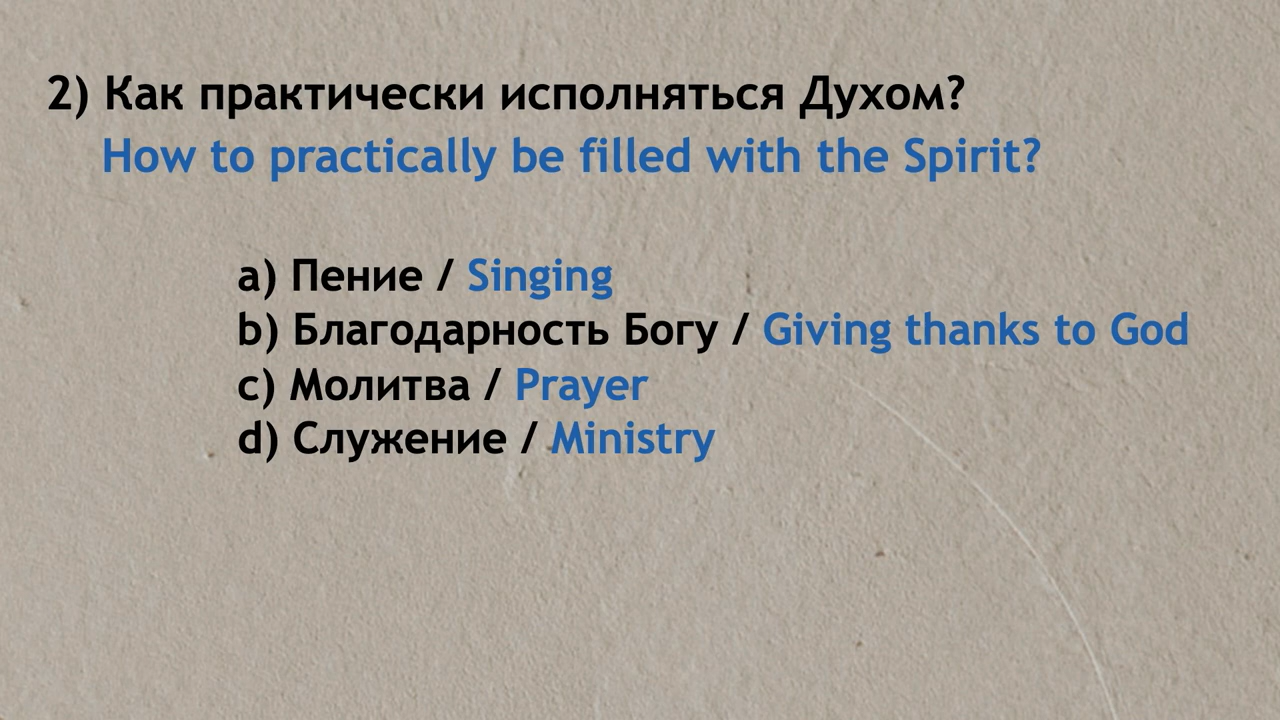 2) Как практически исполняться Духом?
How to practically be filled with the Spirit?
a) Пение / Singing
b) Благодарность Богу / Giving thanks to God
c) Молитва / Prayer
d) Служение / Ministry